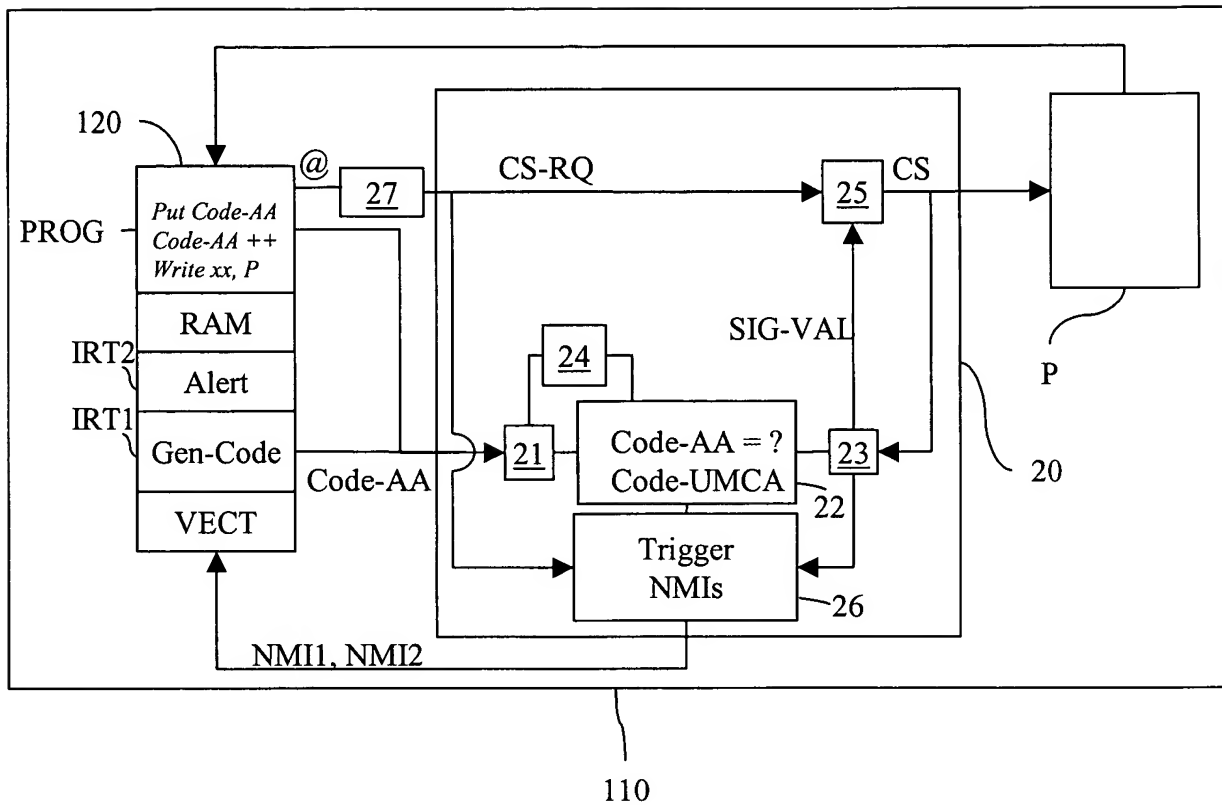 120
@
27
CS-RQ
25
CS
PROG
Put Code-AA
Code-AA ++
Write xx, P
RAM
SIG-VAL
P
IRT2
Alert
24
IRT1
Gen-Code
Code-AA
21
Code-AA = ?
Code-UMCA
23
20
22
VECT
Trigger
NMIs
26
NMI1, NMI2
110